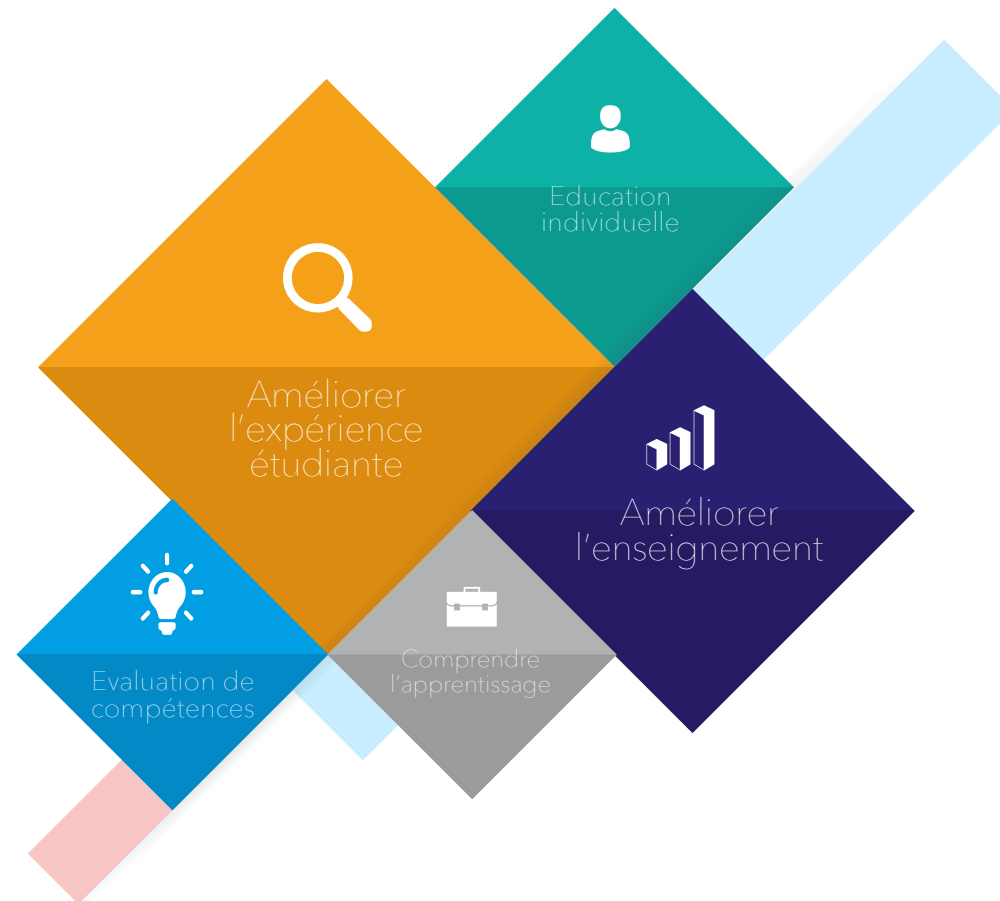 Education
individuelle
Améliorer
l'expérience
étudiante
Améliorer
l'enseignement
Comprendre
l'apprentissage
Evaluation de
compétences